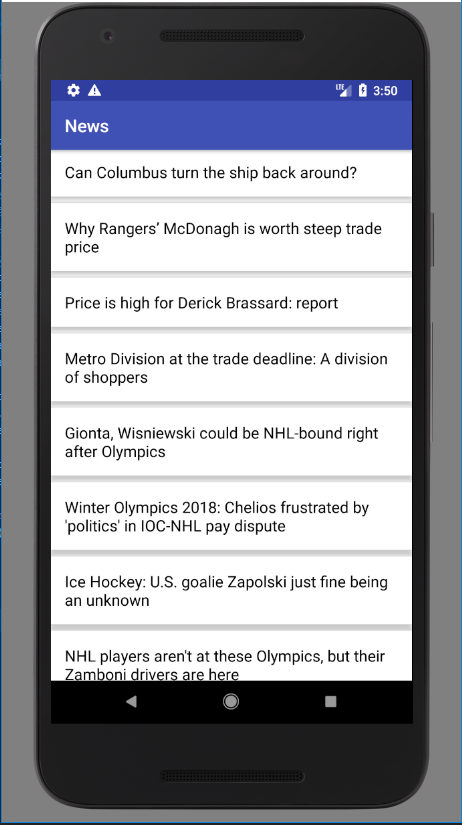 LTE 3:50
News
Can Columbus turn the ship back around?
Why Rangers’ McDonagh is worth steep trade
price
Price is high for Derick Brassard: report
Metro Division at the trade deadline: A division
of shoppers
Gionta, Wisniewski could be NHL-bound right
after Olympics
Winter Olympics 2018: Chelios frustrated by
'politics' in IOC-NHL pay dispute
Ice Hockey: U.S. goalie Zapolski just fine being
an unknown
NHL players aren't at these Olympics, but their
Zamboni drivers are here